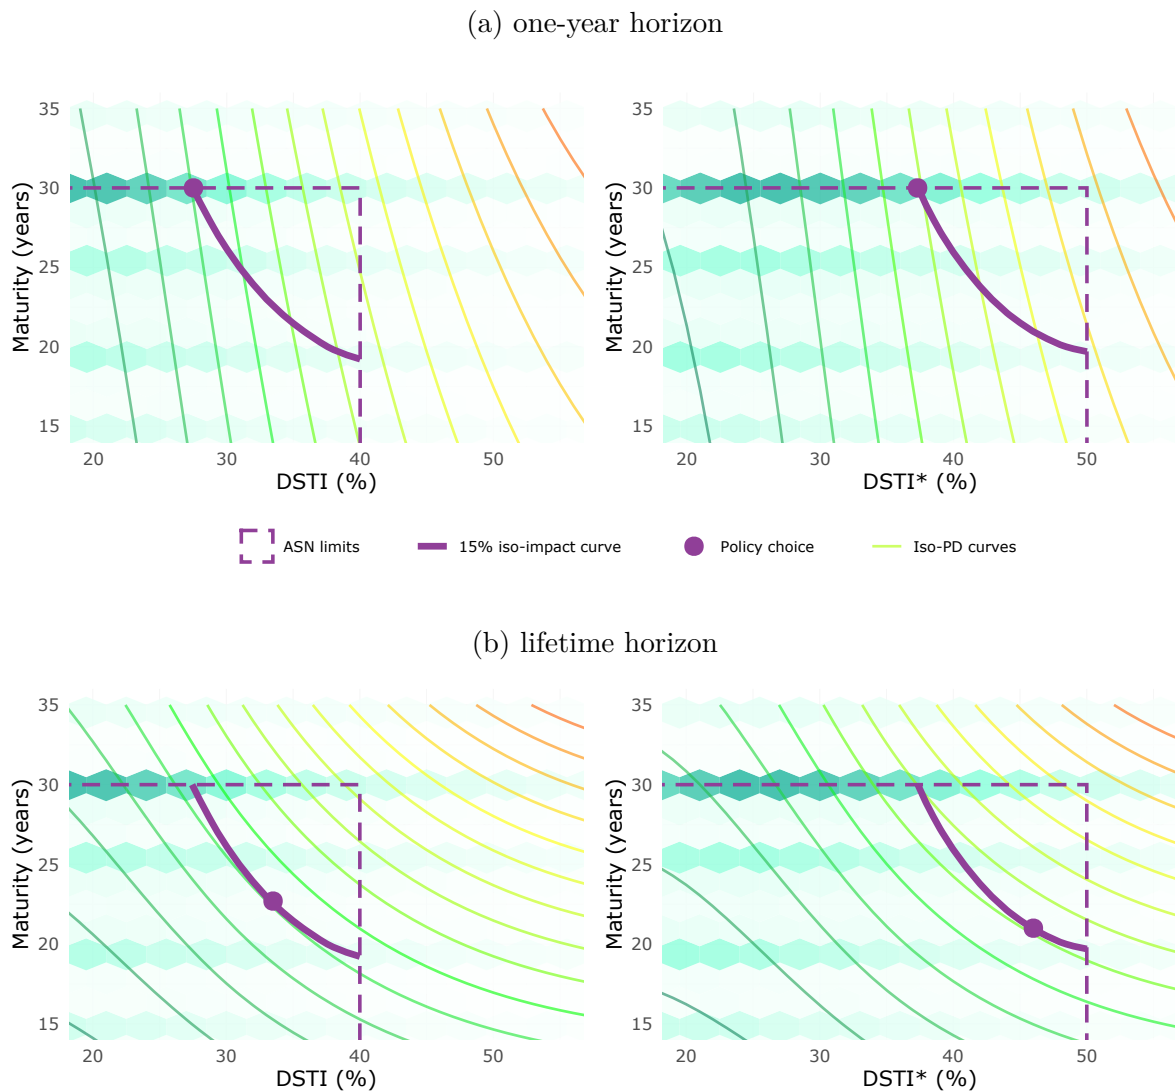 (a) one-year horizon
35
30
25
20
15
Maturity (years)
20 30 40 50
DSTI (%)
35
30
25
20
15
Maturity (years)
20 30 40 50
DSTI* (%)
ASN limits 15% iso-impact curve Policy choice Iso-PD curves
(b) lifetime horizon
35
30
25
20
15
Maturity (years)
20 30 40 50
DSTI (%)
35
30
25
20
15
Maturity (years)
20 30 40 50
DSTI* (%)